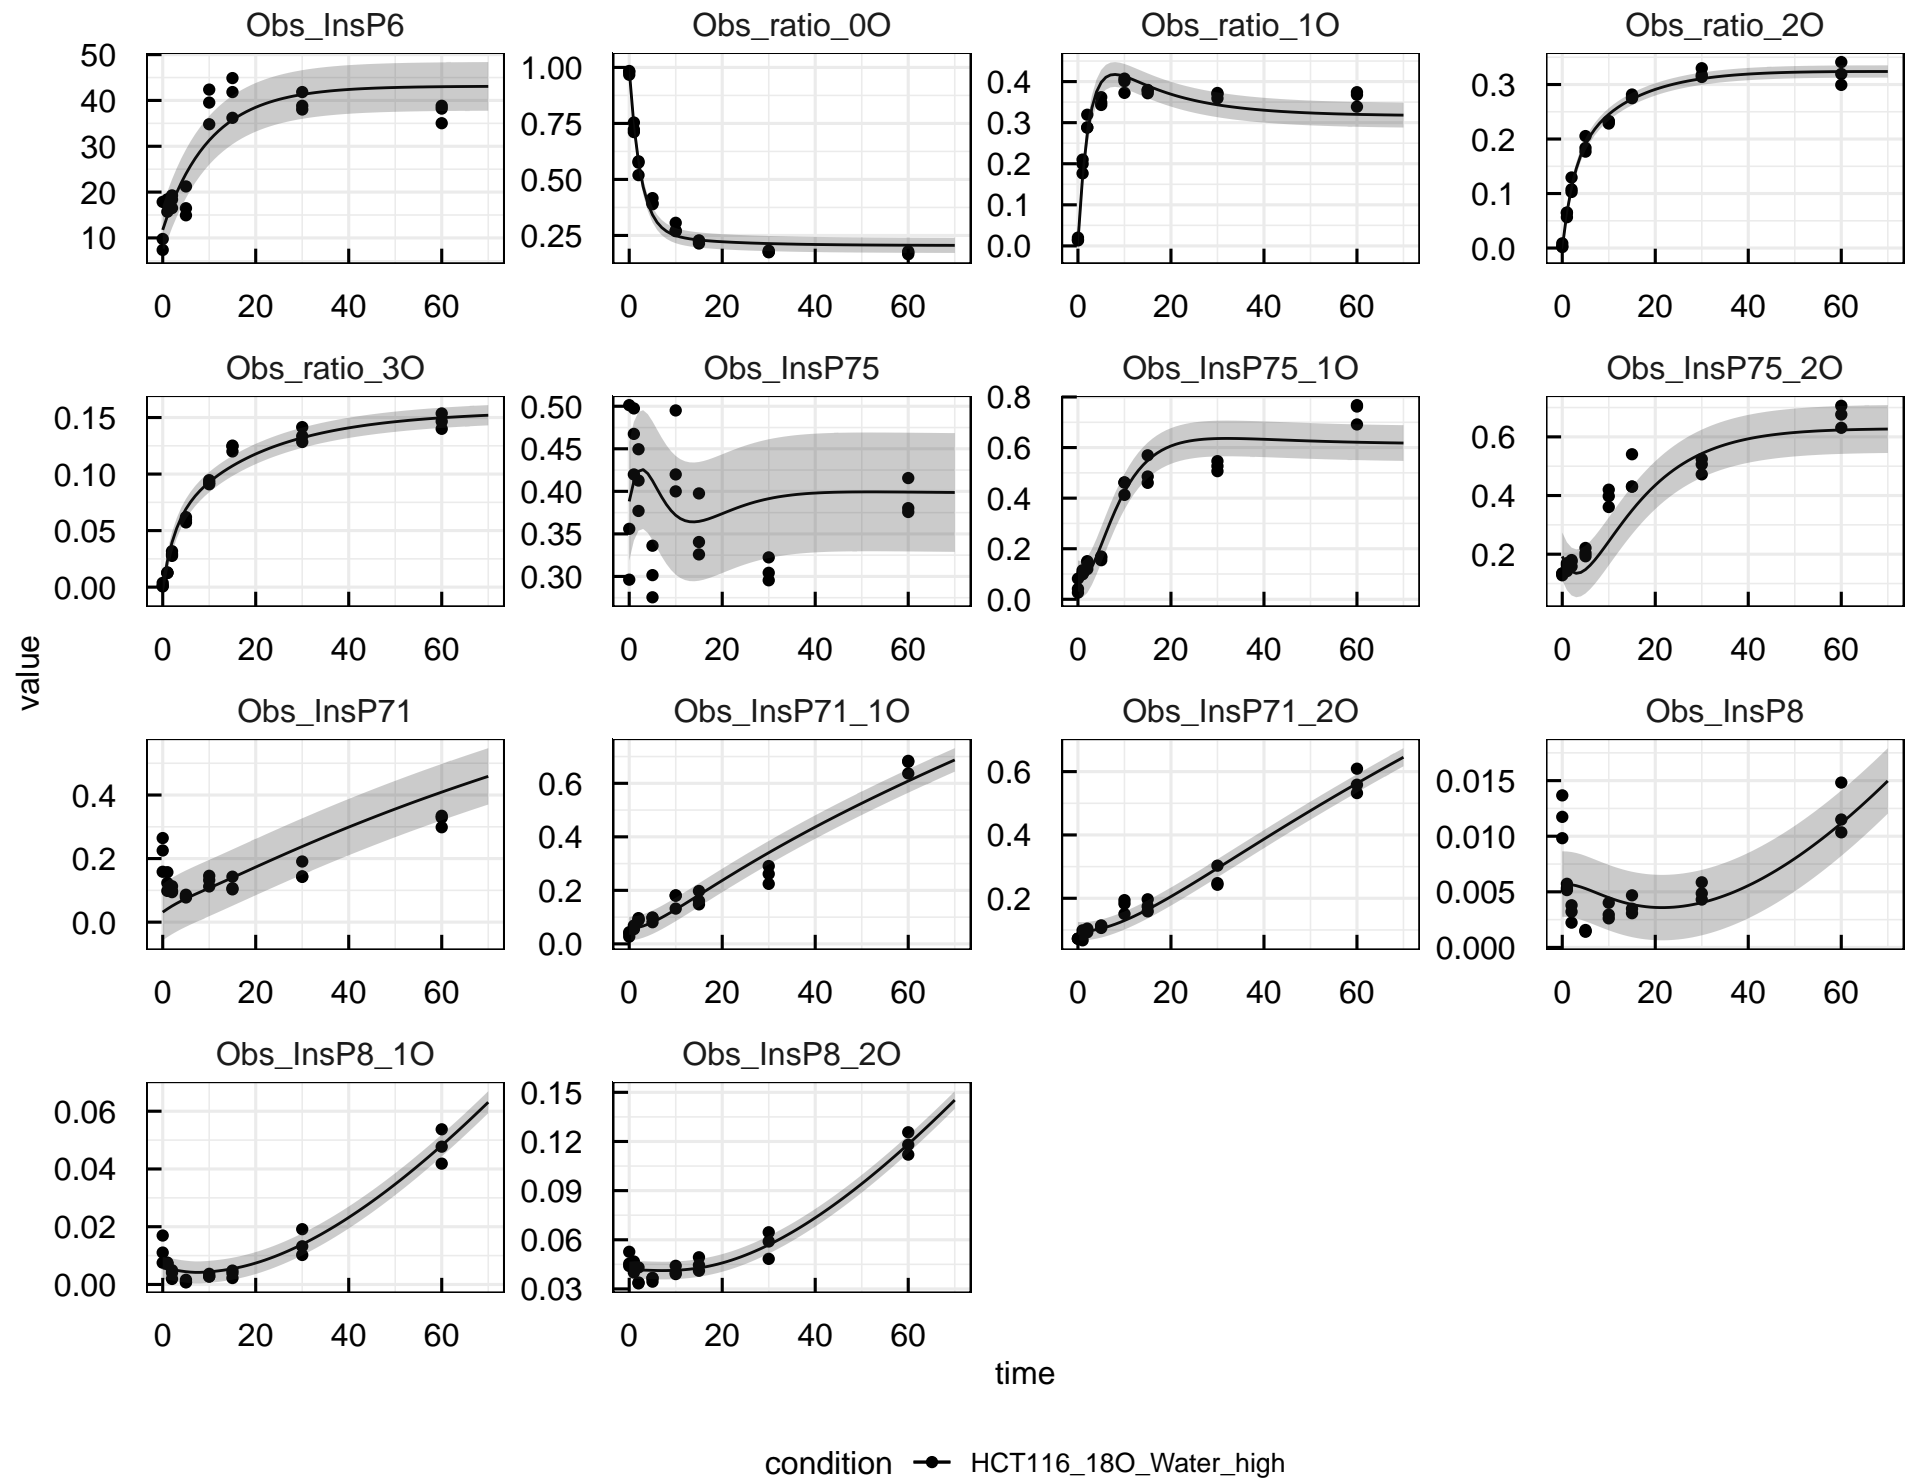 Obs_InsP6 Obs_ratio_0O Obs_ratio_1O Obs_ratio_2O
50 40 30 20 10
1.00 0.75 0.50 0.25
0.4 0.3 0.2 0.1 0.0
0.3 0.2 0.1 0.0
0 20 40 60 0 20 40 60 0 20 40 60 0 20 40 60
Obs_ratio_3O Obs_InsP75 Obs_InsP75_1O Obs_InsP75_2O
0.15 0.10 0.05 0.00
0.50 0.45 0.40 0.35 0.30
0.8 0.6 0.4 0.2 0.0
0.6 0.4 0.2
0 20 40 60 0 20 40 60 0 20 40 60 0 20 40 60
value
Obs_InsP71 Obs_InsP71_1O Obs_InsP71_2O Obs_InsP8
0.4 0.2 0.0
0.6 0.4 0.2 0.0
0.6 0.4 0.2
0.015 0.010 0.005 0.000
0 20 40 60 0 20 40 60 0 20 40 60 0 20 40 60
Obs_InsP8_1O Obs_InsP8_2O
0.06 0.04 0.02 0.00
0.15 0.12 0.09 0.06 0.03
0 20 40 60 0 20 40 60
time
condition HCT116_18O_Water_high